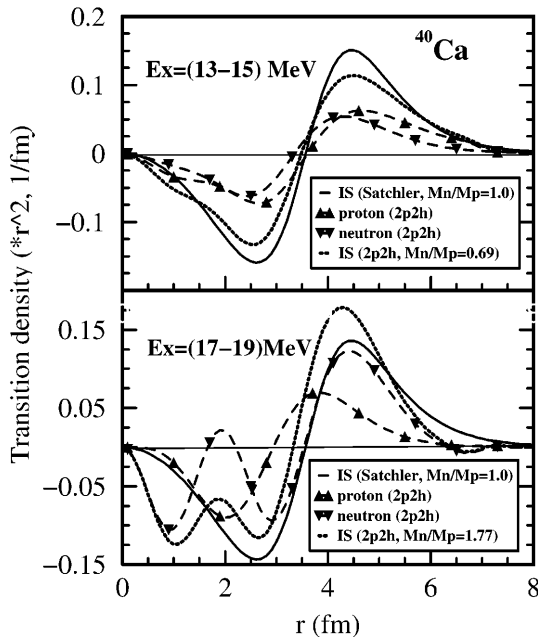 0.2
⁴⁰Ca
Ex=(13−15) MeV
0.1
0
−0.1
IS (Satchler, Mn/Mp=1.0)
proton (2p2h)
neutron (2p2h)
IS (2p2h, Mn/Mp=0.69)
Transition density (*r^2, 1/fm)
0.15
Ex=(17−19)MeV
0.05
−0.05
−0.15
IS (Satchler, Mn/Mp=1.0)
proton (2p2h)
neutron (2p2h)
IS (2p2h, Mn/Mp=1.77)
0 2 4 6 8
r (fm)